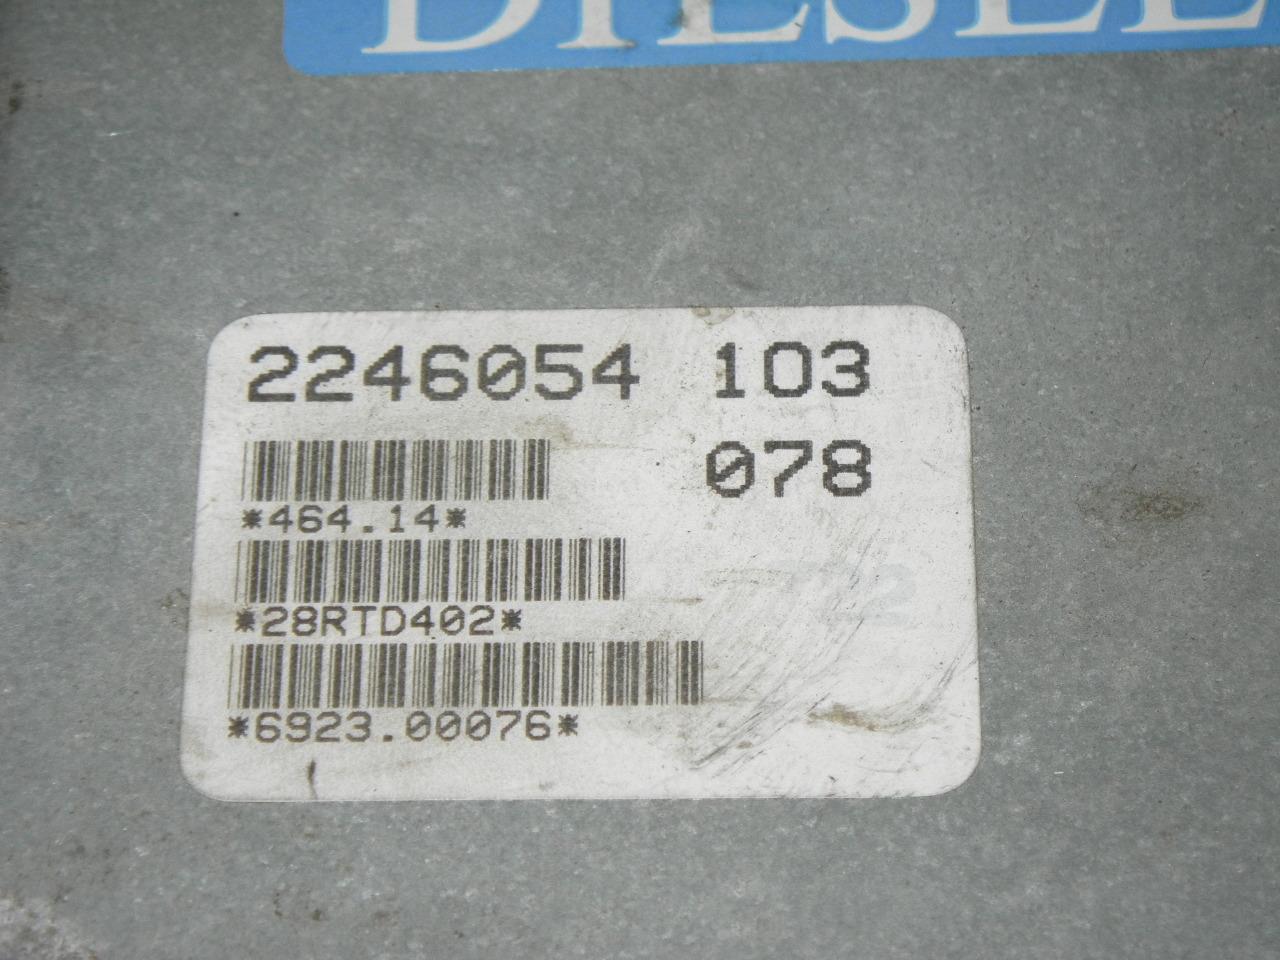 DIESEL
2246054 103
078
*464.14*
*28RTD402*
*6923.00076*